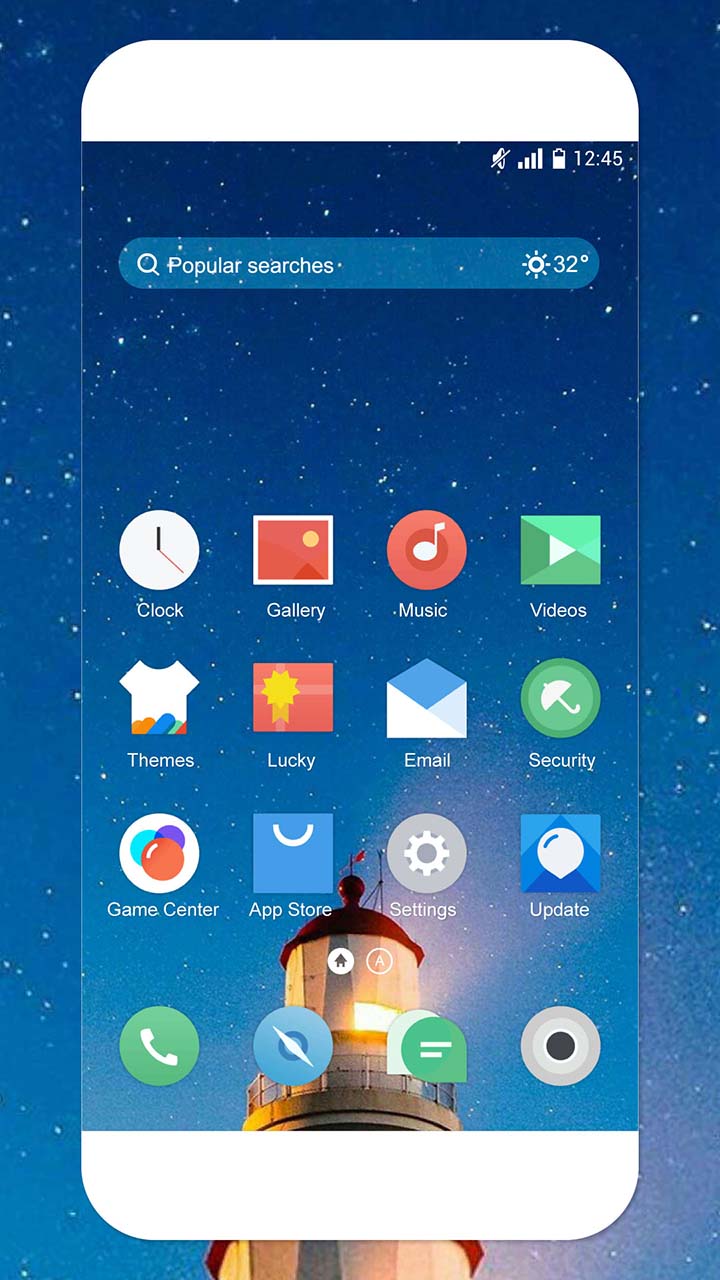 12:45
Popular searches 32°
Clock Gallery Music Videos
Themes Lucky Email Security
Game Center App Store Settings Update
A